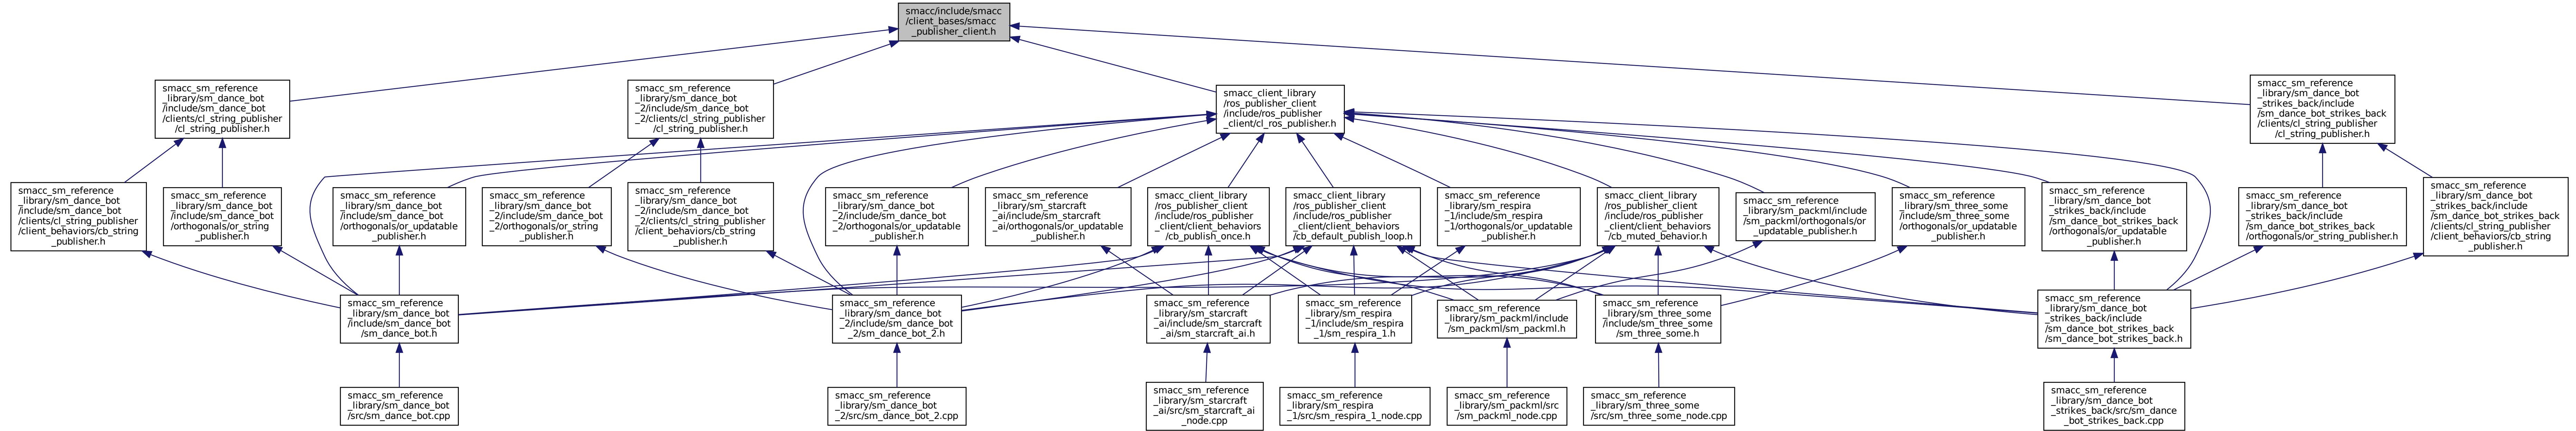 smacc/include/smacc
/client_bases/smacc
_publisher_client.h
smacc_sm_reference
_library/sm_dance_bot
/include/sm_dance_bot
/clients/cl_string_publisher
/cl_string_publisher.h
smacc_sm_reference
_library/sm_dance_bot
_2/include/sm_dance_bot
_2/clients/cl_string_publisher
/cl_string_publisher.h
smacc_client_library
/ros_publisher_client
/include/ros_publisher
_client/cl_ros_publisher.h
smacc_sm_reference
_library/sm_dance_bot
_strikes_back/include
/sm_dance_bot_strikes_back
/clients/cl_string_publisher
/cl_string_publisher.h
smacc_sm_reference
_library/sm_dance_bot
/include/sm_dance_bot
/clients/cl_string_publisher
/client_behaviors/cb_string
_publisher.h
smacc_sm_reference
_library/sm_dance_bot
/include/sm_dance_bot
/orthogonals/or_string
_publisher.h
smacc_sm_reference
_library/sm_dance_bot
/include/sm_dance_bot
/orthogonals/or_updatable
_publisher.h
smacc_sm_reference
_library/sm_dance_bot
_2/include/sm_dance_bot
_2/orthogonals/or_string
_publisher.h
smacc_sm_reference
_library/sm_dance_bot
_2/include/sm_dance_bot
_2/clients/cl_string_publisher
/client_behaviors/cb_string
_publisher.h
smacc_sm_reference
_library/sm_dance_bot
_2/include/sm_dance_bot
_2/orthogonals/or_updatable
_publisher.h
smacc_sm_reference
_library/sm_starcraft
_ai/include/sm_starcraft
_ai/orthogonals/or_updatable
_publisher.h
smacc_client_library
/ros_publisher_client
/include/ros_publisher
_client/client_behaviors
/cb_publish_once.h
smacc_client_library
/ros_publisher_client
/include/ros_publisher
_client/client_behaviors
/cb_default_publish_loop.h
smacc_sm_reference
_library/sm_respira
_1/include/sm_respira
_1/orthogonals/or_updatable
_publisher.h
smacc_client_library
/ros_publisher_client
/include/ros_publisher
_client/client_behaviors
/cb_muted_behavior.h
smacc_sm_reference
_library/sm_packml/include
/sm_packml/orthogonals/or
_updatable_publisher.h
smacc_sm_reference
_library/sm_three_some
/include/sm_three_some
/orthogonals/or_updatable
_publisher.h
smacc_sm_reference
_library/sm_dance_bot
_strikes_back/include
/sm_dance_bot_strikes_back
/orthogonals/or_updatable
_publisher.h
smacc_sm_reference
_library/sm_dance_bot
_strikes_back/include
/sm_dance_bot_strikes_back
/orthogonals/or_string_publisher.h
smacc_sm_reference
_library/sm_dance_bot
_strikes_back/include
/sm_dance_bot_strikes_back
/clients/cl_string_publisher
/client_behaviors/cb_string
_publisher.h
smacc_sm_reference
_library/sm_dance_bot
/include/sm_dance_bot
/sm_dance_bot.h
smacc_sm_reference
_library/sm_dance_bot
_2/include/sm_dance_bot
_2/sm_dance_bot_2.h
smacc_sm_reference
_library/sm_starcraft
_ai/include/sm_starcraft
_ai/sm_starcraft_ai.h
smacc_sm_reference
_library/sm_respira
_1/include/sm_respira
_1/sm_respira_1.h
smacc_sm_reference
_library/sm_packml/include
/sm_packml/sm_packml.h
smacc_sm_reference
_library/sm_three_some
/include/sm_three_some
/sm_three_some.h
smacc_sm_reference
_library/sm_dance_bot
_strikes_back/include
/sm_dance_bot_strikes_back
/sm_dance_bot_strikes_back.h
smacc_sm_reference
_library/sm_dance_bot
/src/sm_dance_bot.cpp
smacc_sm_reference
_library/sm_dance_bot
_2/src/sm_dance_bot_2.cpp
smacc_sm_reference
_library/sm_starcraft
_ai/src/sm_starcraft_ai
_node.cpp
smacc_sm_reference
_library/sm_respira
_1/src/sm_respira_1_node.cpp
smacc_sm_reference
_library/sm_packml/src
/sm_packml_node.cpp
smacc_sm_reference
_library/sm_three_some
/src/sm_three_some_node.cpp
smacc_sm_reference
_library/sm_dance_bot
_strikes_back/src/sm_dance
_bot_strikes_back.cpp